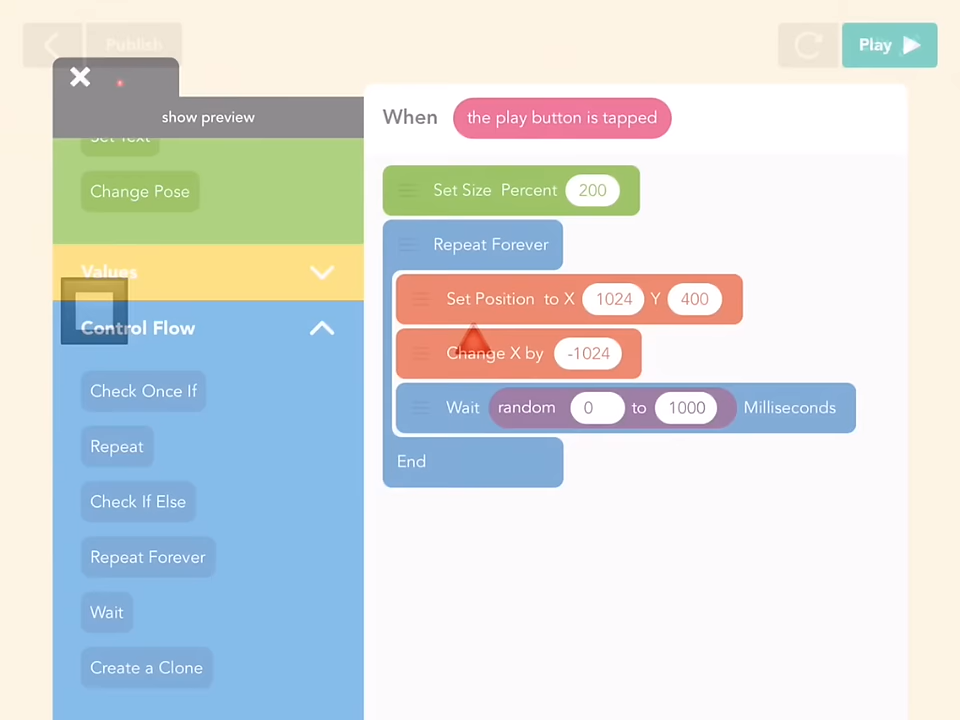 Publish
Play
show preview
When the play button is tapped
Set Text
Change Pose
Set Size Percent 200
Repeat Forever
Values
Set Position to X 1024 Y 400
Control Flow
Change X by -1024
Check Once If
Wait random 0 to 1000 Milliseconds
Repeat
End
Check If Else
Repeat Forever
Wait
Create a Clone